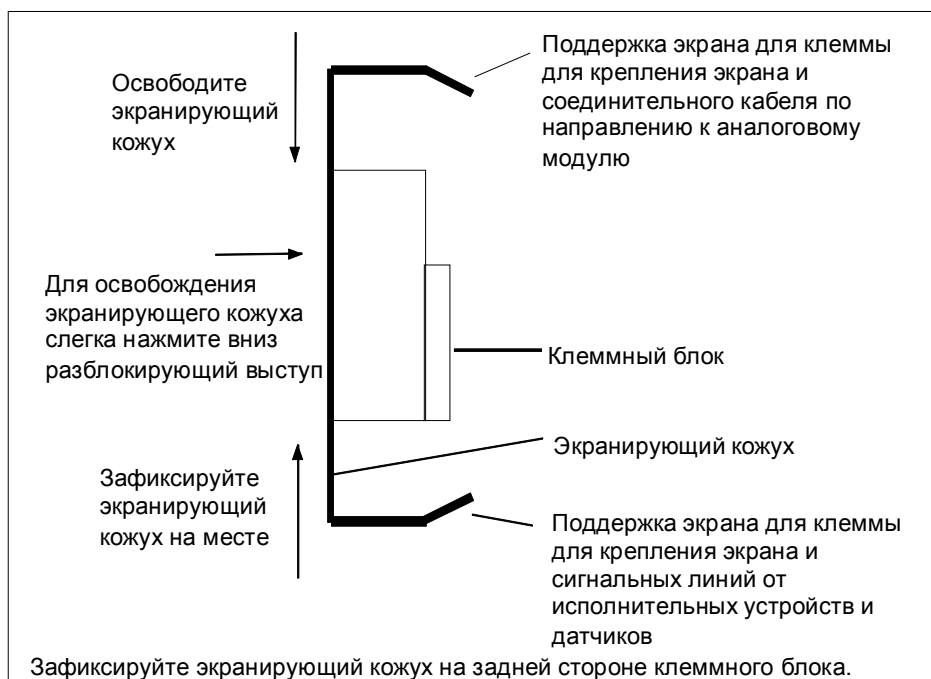 Освободите
экранирующий
кожух
Поддержка экрана для клеммы
для крепления экрана и
соединительного кабеля по
направлению к аналоговому
модулю
Для освобождения
экранирующего кожуха
слегка нажмите вниз
разблокирующий выступ
Клеммный блок
Экранирующий кожух
Зафиксируйте
экранирующий
кожух на месте
Поддержка экрана для клеммы
для крепления экрана и
сигнальных линий от
исполнительных устройств и
датчиков
Зафиксируйте экранирующий кожух на задней стороне клеммного блока.